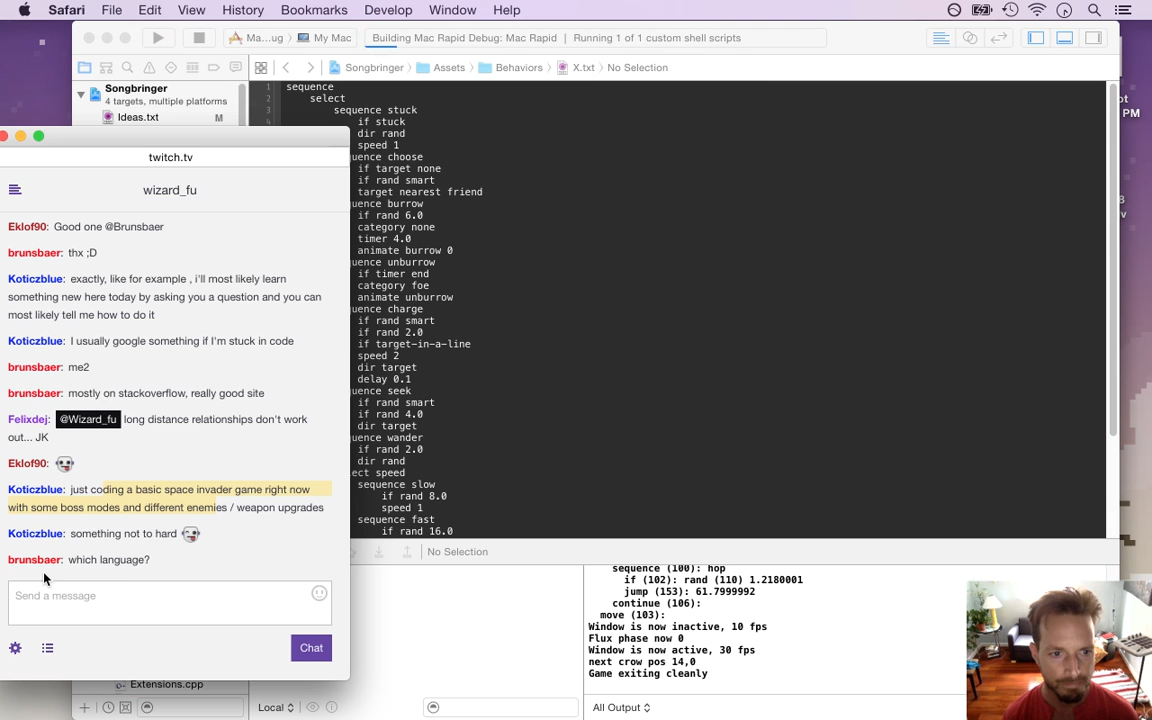 Safari File Edit View History Bookmarks Develop Window Help
Ma...ug My Mac Building Mac Rapid Debug: Mac Rapid | Running 1 of 1 custom shell scripts
Songbringer Assets Behaviors X.txt No Selection
Songbringer
4 targets, multiple platforms
Ideas.txt M
1 sequence
2 select
3 sequence stuck
4 if stuck
dir rand
speed 1
uence choose
if target none
if rand smart
target nearest friend
uence burrow
if rand 6.0
category none
timer 4.0
animate burrow 0
uence unburrow
if timer end
category foe
animate unburrow
uence charge
if rand smart
if rand 2.0
if target-in-a-line
speed 2
dir target
delay 0.1
uence seek
if rand smart
if rand 4.0
dir target
uence wander
if rand 2.0
dir rand
ect speed
sequence slow
if rand 8.0
speed 1
sequence fast
if rand 16.0
twitch.tv
wizard_fu
Eklof90: Good one @Brunsbaer
brunsbaer: thx ;D
Koticzblue: exactly, like for example , i'll most likely learn
something new here today by asking you a question and you can
most likely tell me how to do it
Koticzblue: I usually google something if I'm stuck in code
brunsbaer: me2
brunsbaer: mostly on stackoverflow, really good site
Felixdej: @Wizard_fu long distance relationships don't work
out... JK
Eklof90:
Koticzblue: just coding a basic space invader game right now
with some boss modes and different enemies / weapon upgrades
Koticzblue: something not to hard
brunsbaer: which language?
Send a message
Chat
Extensions.cpp
No Selection
sequence (100): hop
if (102): rand (110) 1.2180001
jump (153): 61.7999992
continue (106):
move (103):
Window is now inactive, 10 fps
Flux phase now 0
Window is now active, 30 fps
next crow pos 14,0
Game exiting cleanly
Local
All Output
ot
PM
8
v